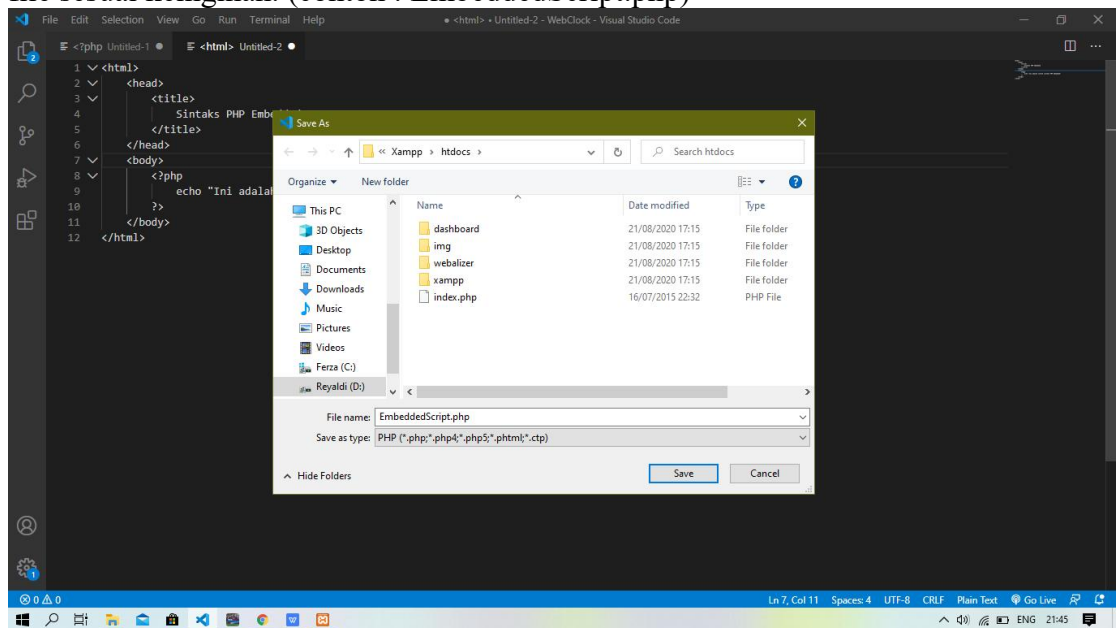 File Edit Selection View Go Run Terminal Help
● <html> • Untitled-2 - WebClock - Visual Studio Code
<?php Untitled-1 ●
<html> Untitled-2 ●
1 <html>
2 <head>
3 <title>
4 Sintaks PHP
5 </title>
6 </head>
7 <body>
8 <?php
9 echo "Ini
10 ?>
11 </body>
12 </html>
Save As
« Xampp › htdocs ›
Search htdocs
Organize New folder
Name Date modified Type
This PC
3D Objects
Desktop
Documents
Downloads
Music
Pictures
Videos
Ferza (C:)
Reyaldi (D:)
dashboard 21/08/2020 17:15 File folder
img 21/08/2020 17:15 File folder
webalizer 21/08/2020 17:15 File folder
xampp 21/08/2020 17:15 File folder
index.php 16/07/2015 22:32 PHP File
File name: EmbeddedScript.php
Save as type: PHP (*.php;*.php4;*.php5;*.phtml;*.ctp)
Hide Folders
Save Cancel
2
1
0 0
Ln 7, Col 11 Spaces: 4 UTF-8 CRLF Plain Text Go Live
ENG 21:45